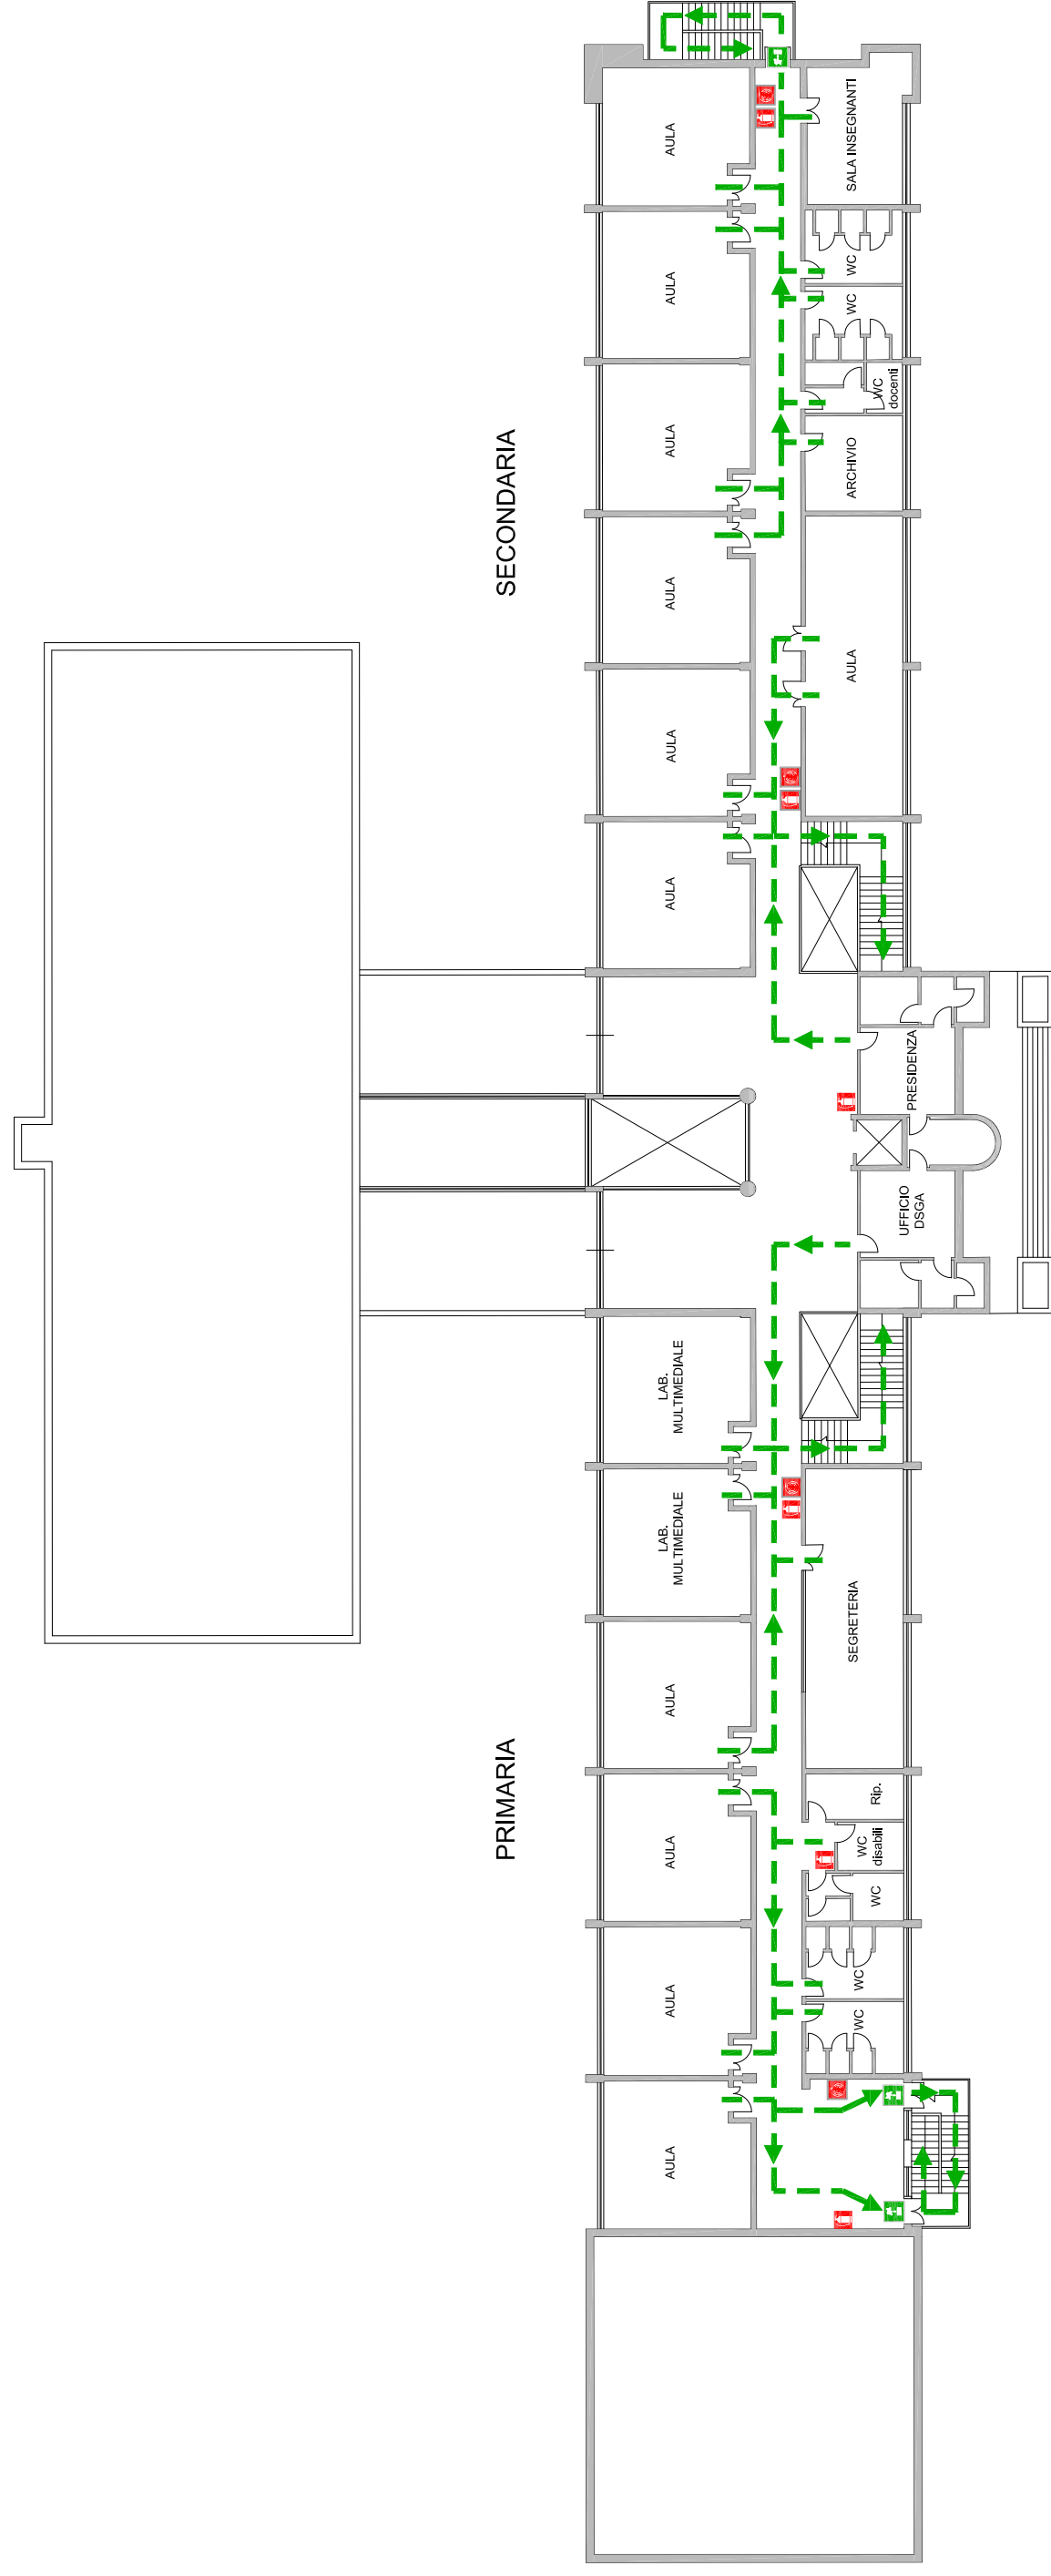 PRIMARIA
SECONDARIA
AULA
AULA
AULA
AULA
LAB.
MULTIMEDIALE
LAB.
MULTIMEDIALE
AULA
AULA
AULA
AULA
AULA
AULA
WC
WC
WC
WC
disabili
Rip.
SEGRETERIA
UFFICIO
DSGA
PRESIDENZA
AULA
ARCHIVIO
WC
docenti
WC
WC
SALA INSEGNANTI